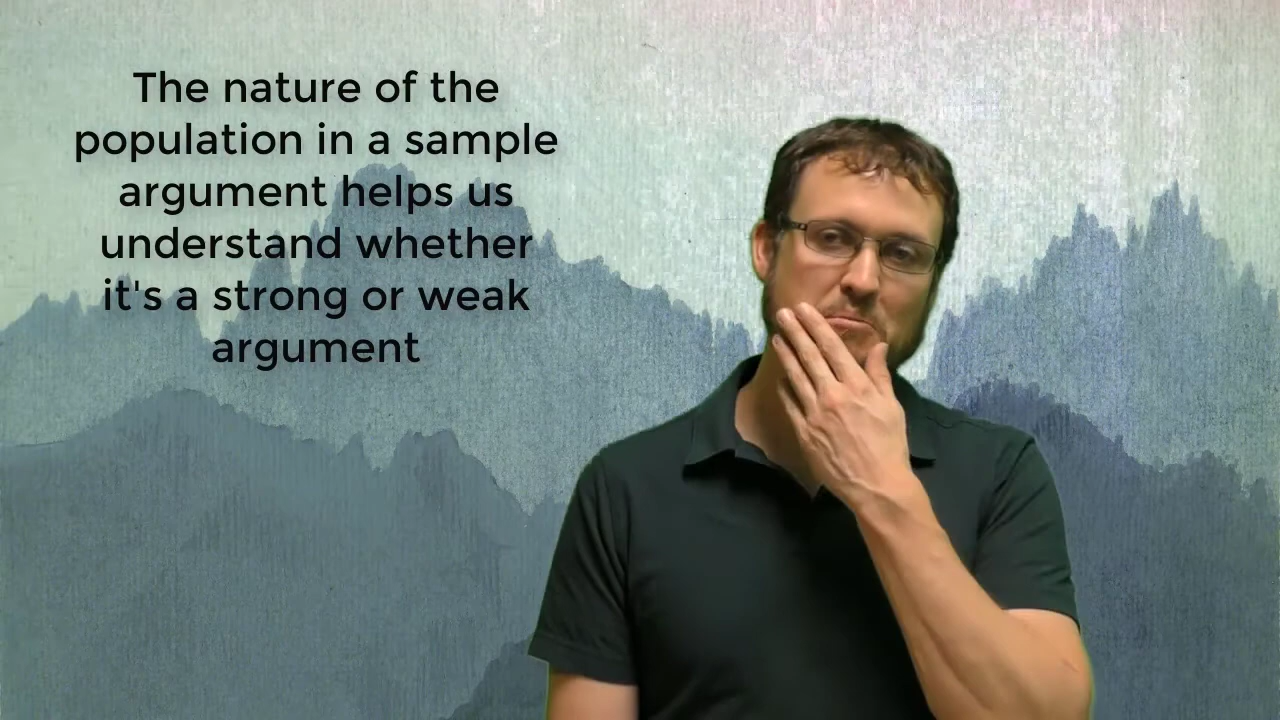 The nature of the
population in a sample
argument helps us
understand whether
it's a strong or weak
argument